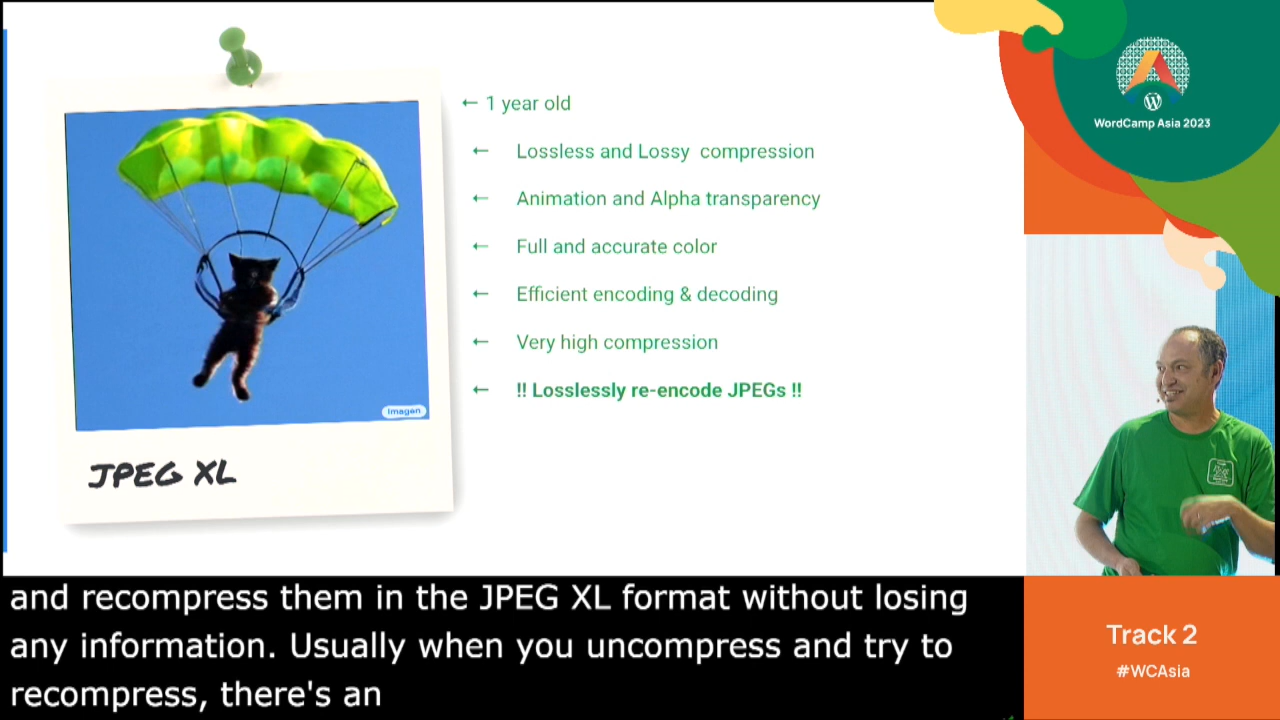 ← 1 year old
← Lossless and Lossy compression
← Animation and Alpha transparency
← Full and accurate color
← Efficient encoding & decoding
← Very high compression
← !! Losslessly re-encode JPEGs !!
Imagen
JPEG XL
WordCamp Asia 2023
and recompress them in the JPEG XL format without losing
any information. Usually when you uncompress and try to
recompress, there's an
Track 2
#WCAsia